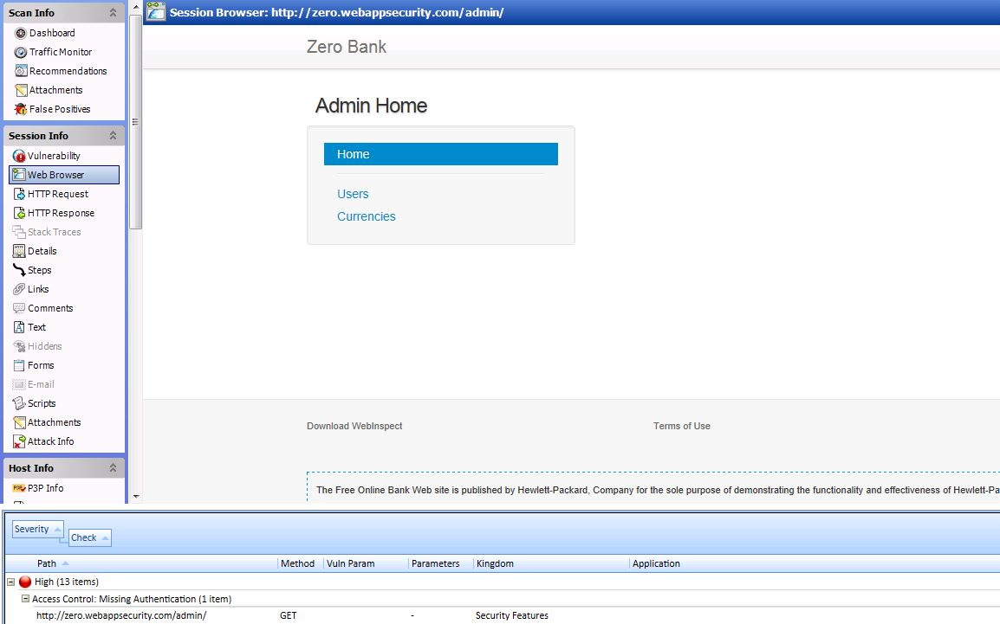 Scan Info
Dashboard
Traffic Monitor
Recommendations
Attachments
False Positives
Session Info
Vulnerability
Web Browser
HTTP Request
HTTP Response
Stack Traces
Details
Steps
Links
Comments
Text
Hiddens
Forms
E-mail
Scripts
Attachments
Attack Info
Host Info
P3P Info
Session Browser: http://zero.webappsecurity.com/admin/
Zero Bank
Admin Home
Home
Users
Currencies
Download WebInspect Terms of Use
The Free Online Bank Web site is published by Hewlett-Packard, Company for the sole purpose of demonstrating the functionality and effectiveness of Hewlett-Pa
Severity
Check
Path Method Vuln Param Parameters Kingdom Application
High (13 items)
Access Control: Missing Authentication (1 item)
http://zero.webappsecurity.com/admin/ GET - Security Features